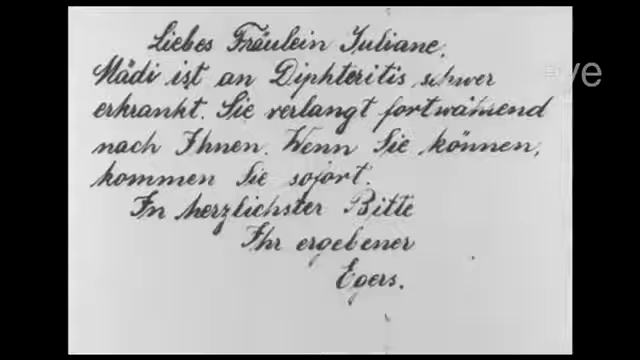 Liebes Fräulein Juliane,
Mädi ist an Diphteritis schwer
erkrankt. Sie verlangt fortwährend
nach Ihnen. Wenn Sie können,
kommen Sie sofort.
In herzlichster Bitte
Ihr ergebener
Egers.